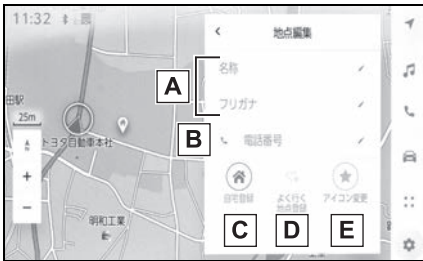 11:32
地点編集
A
名称
フリガナ
B
電話番号
田駅
25m
トヨタ自動車本社
自宅登録
よく行く
地点登録
アイコン変更
明和工業
C
D
E